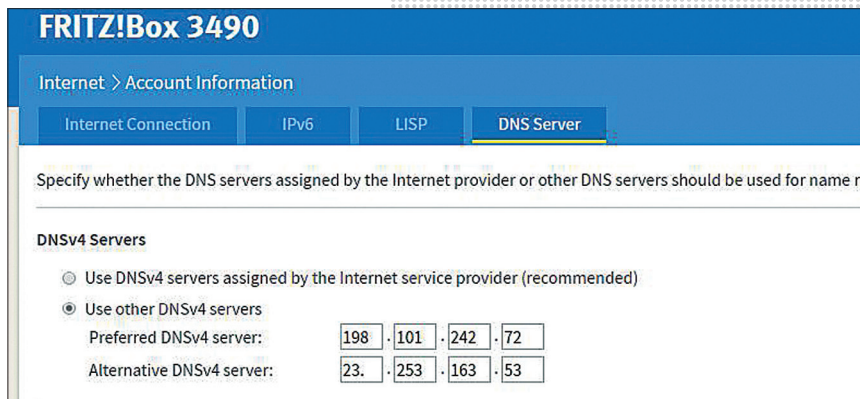 FRITZ!Box 3490
Internet > Account Information
Internet Connection IPv6 LISP DNS Server
Specify whether the DNS servers assigned by the Internet provider or other DNS servers should be used for name
DNSv4 Servers
Use DNSv4 servers assigned by the Internet service provider (recommended)
Use other DNSv4 servers
Preferred DNSv4 server: 198 . 101 . 242 . 72
Alternative DNSv4 server: 23. . 253 . 163 . 53